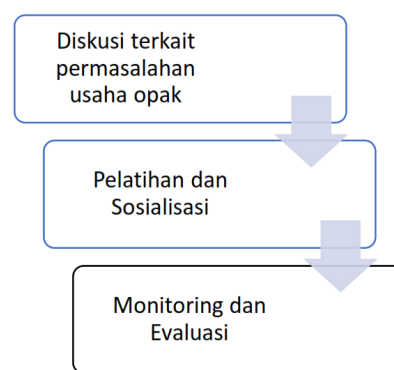 Diskusi terkait
permasalahan
usaha opak
Pelatihan dan
Sosialisasi
Monitoring dan
Evaluasi